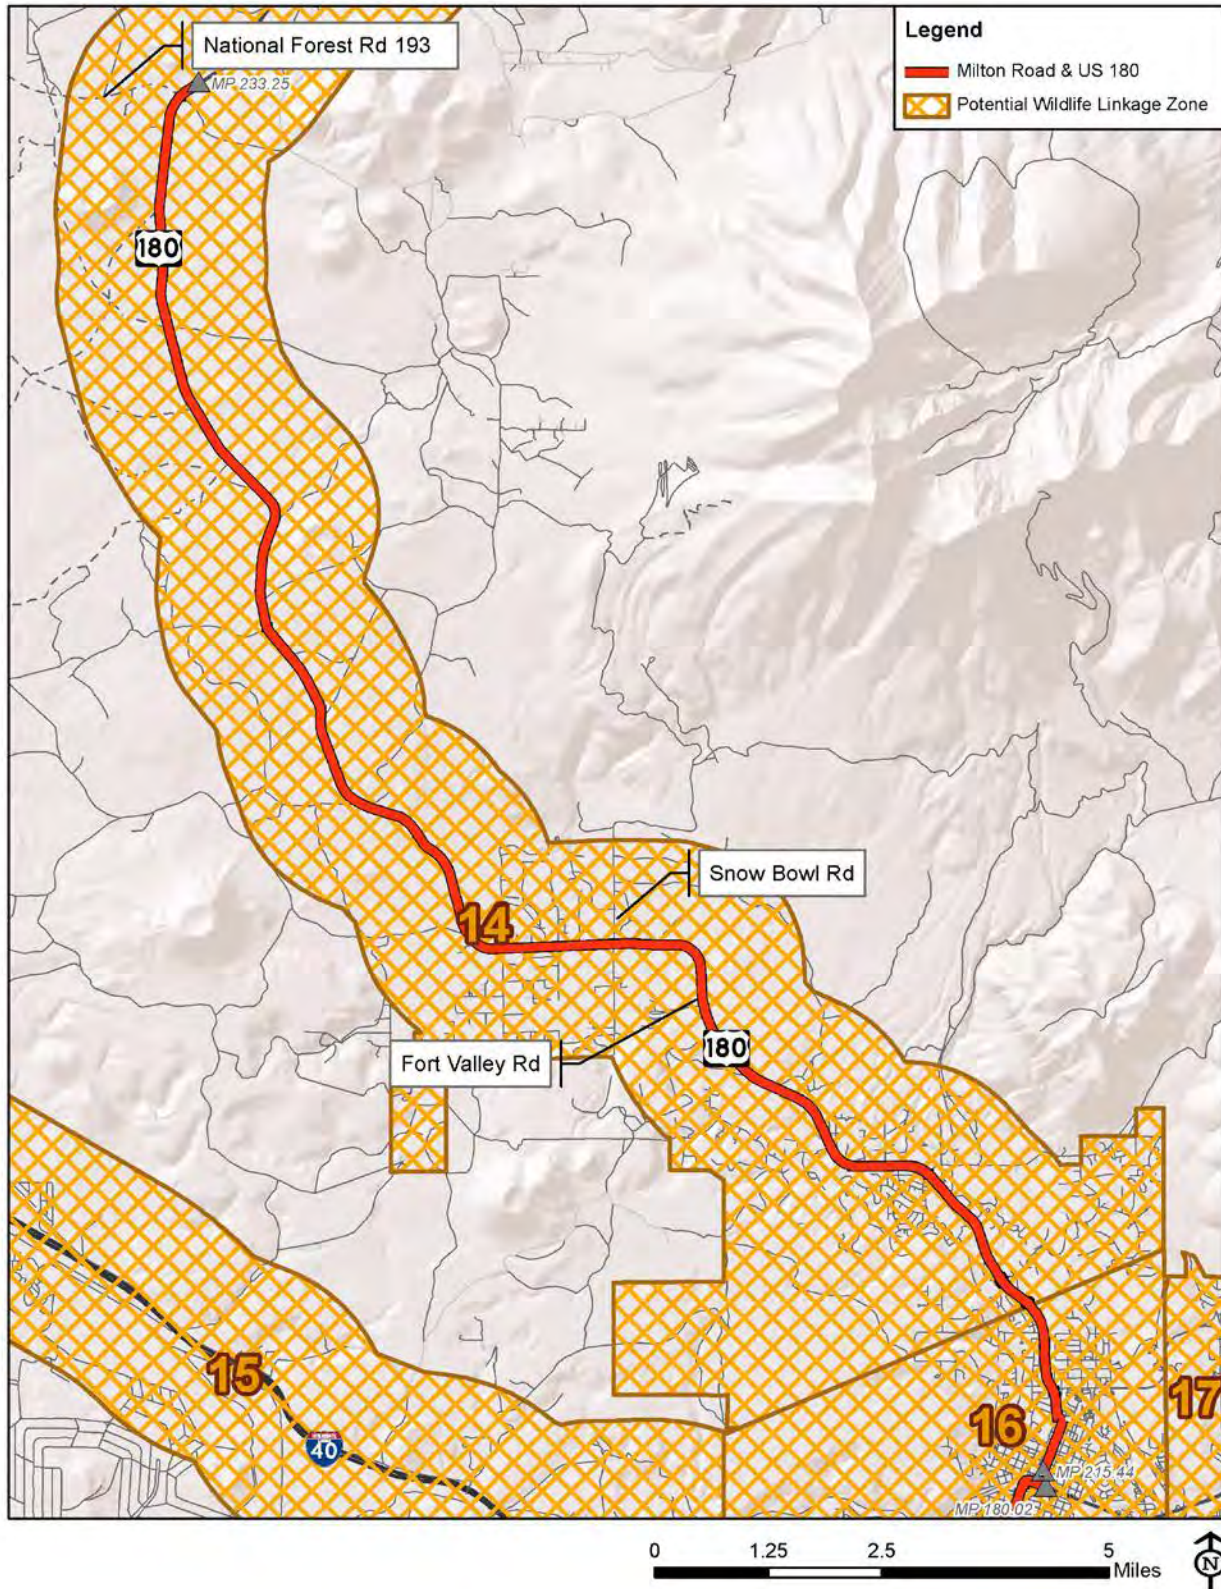 National Forest Rd 193
MP 233.25
Legend
Milton Road & US 180
Potential Wildlife Linkage Zone
180
Snow Bowl Rd
14
180
Fort Valley Rd
15
40
16
17
MP 215.44
MP 180.02
0 1.25 2.5 5
Miles
N